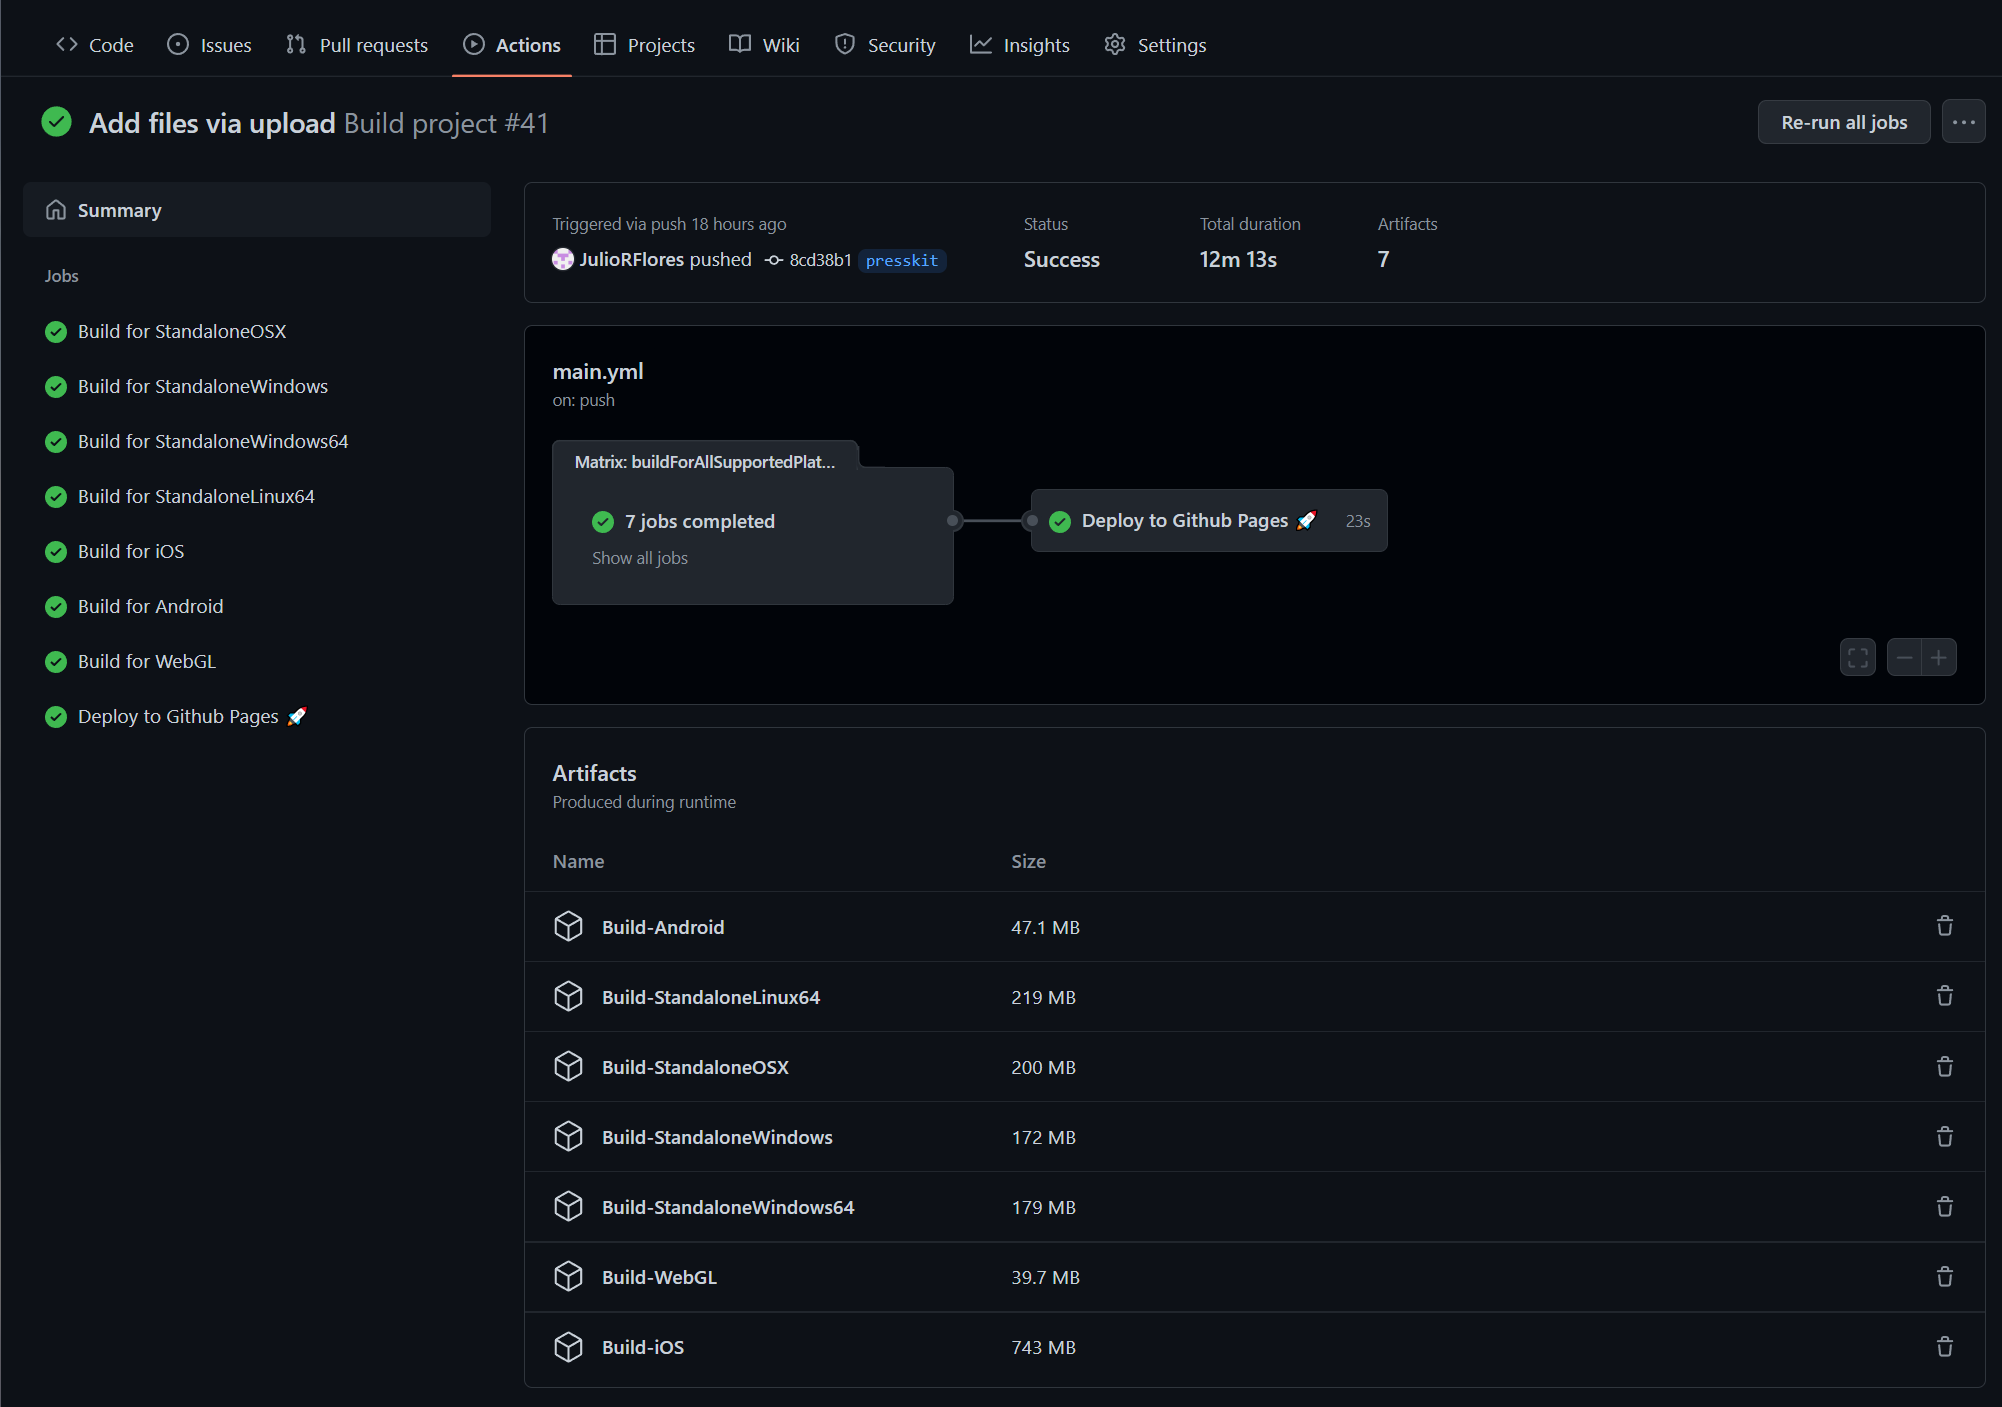 Code Issues Pull requests Actions Projects Wiki Security Insights Settings
Add files via upload Build project #41
Re-run all jobs
Summary
Jobs
Build for StandaloneOSX
Build for StandaloneWindows
Build for StandaloneWindows64
Build for StandaloneLinux64
Build for iOS
Build for Android
Build for WebGL
Deploy to Github Pages 🚀
Triggered via push 18 hours ago
JulioRFlores pushed 8cd38b1 presskit
Status
Success
Total duration
12m 13s
Artifacts
7
main.yml
on: push
Matrix: buildForAllSupportedPlat...
7 jobs completed
Show all jobs
Deploy to Github Pages 🚀 23s
Artifacts
Produced during runtime
Name Size
Build-Android 47.1 MB
Build-StandaloneLinux64 219 MB
Build-StandaloneOSX 200 MB
Build-StandaloneWindows 172 MB
Build-StandaloneWindows64 179 MB
Build-WebGL 39.7 MB
Build-iOS 743 MB